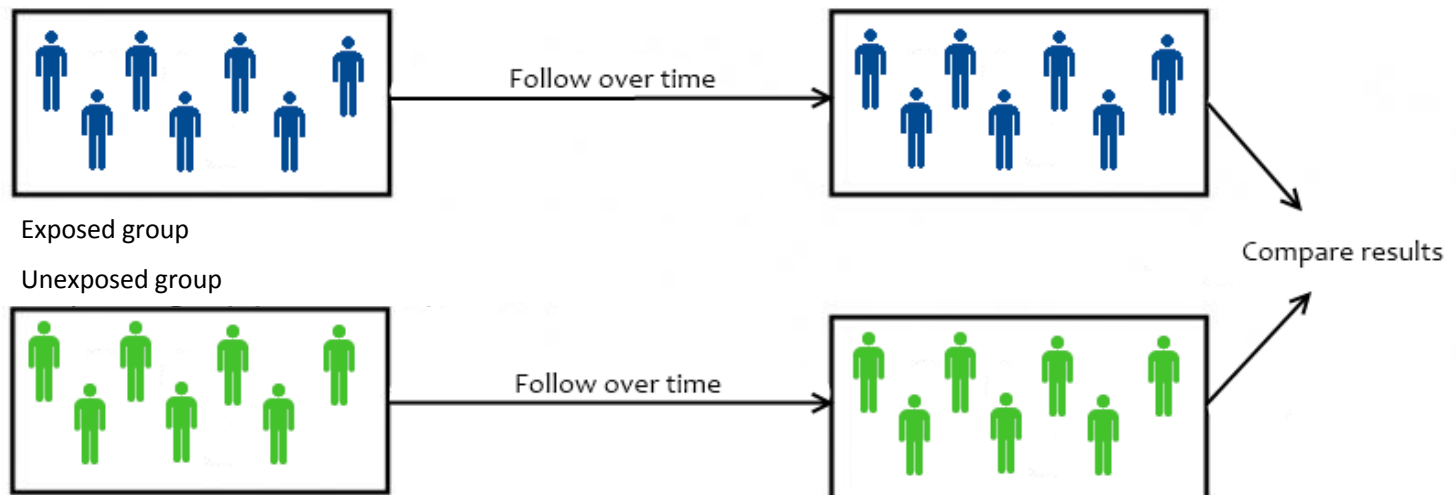 Follow over time
Exposed group
Compare results
Unexposed group
Follow over time